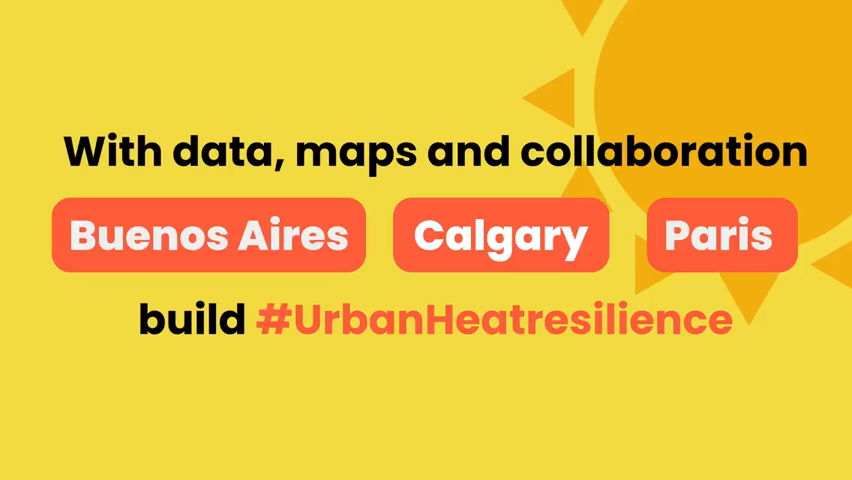 With data, maps and collaboration
Buenos Aires Calgary Paris
build #UrbanHeatresilience